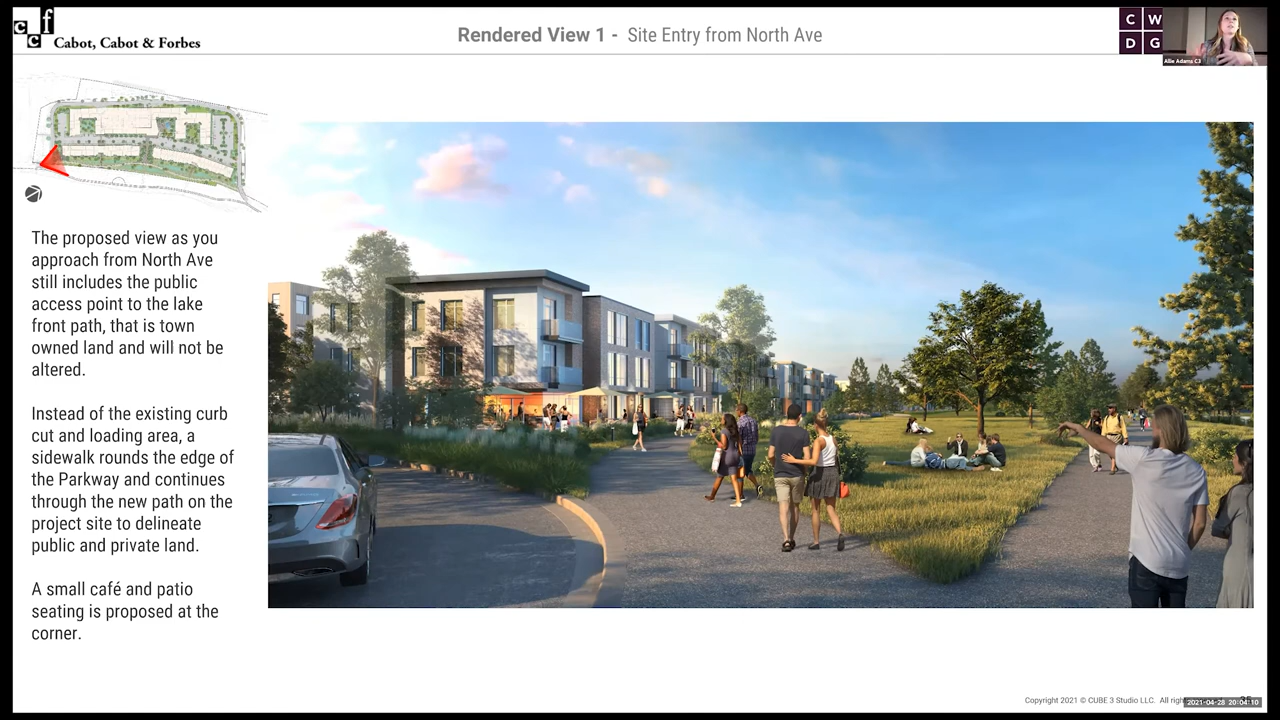 c f
c c
Cabot, Cabot & Forbes
Rendered View 1 - Site Entry from North Ave
C W
D G
Allie Adams C3
The proposed view as you
approach from North Ave
still includes the public
access point to the lake
front path, that is town
owned land and will not be
altered.
Instead of the existing curb
cut and loading area, a
sidewalk rounds the edge of
the Parkway and continues
through the new path on the
project site to delineate
public and private land.
A small café and patio
seating is proposed at the
corner.
Copyright 2021 © CUBE 3 Studio LLC. All
2021-04-28 20:04:10